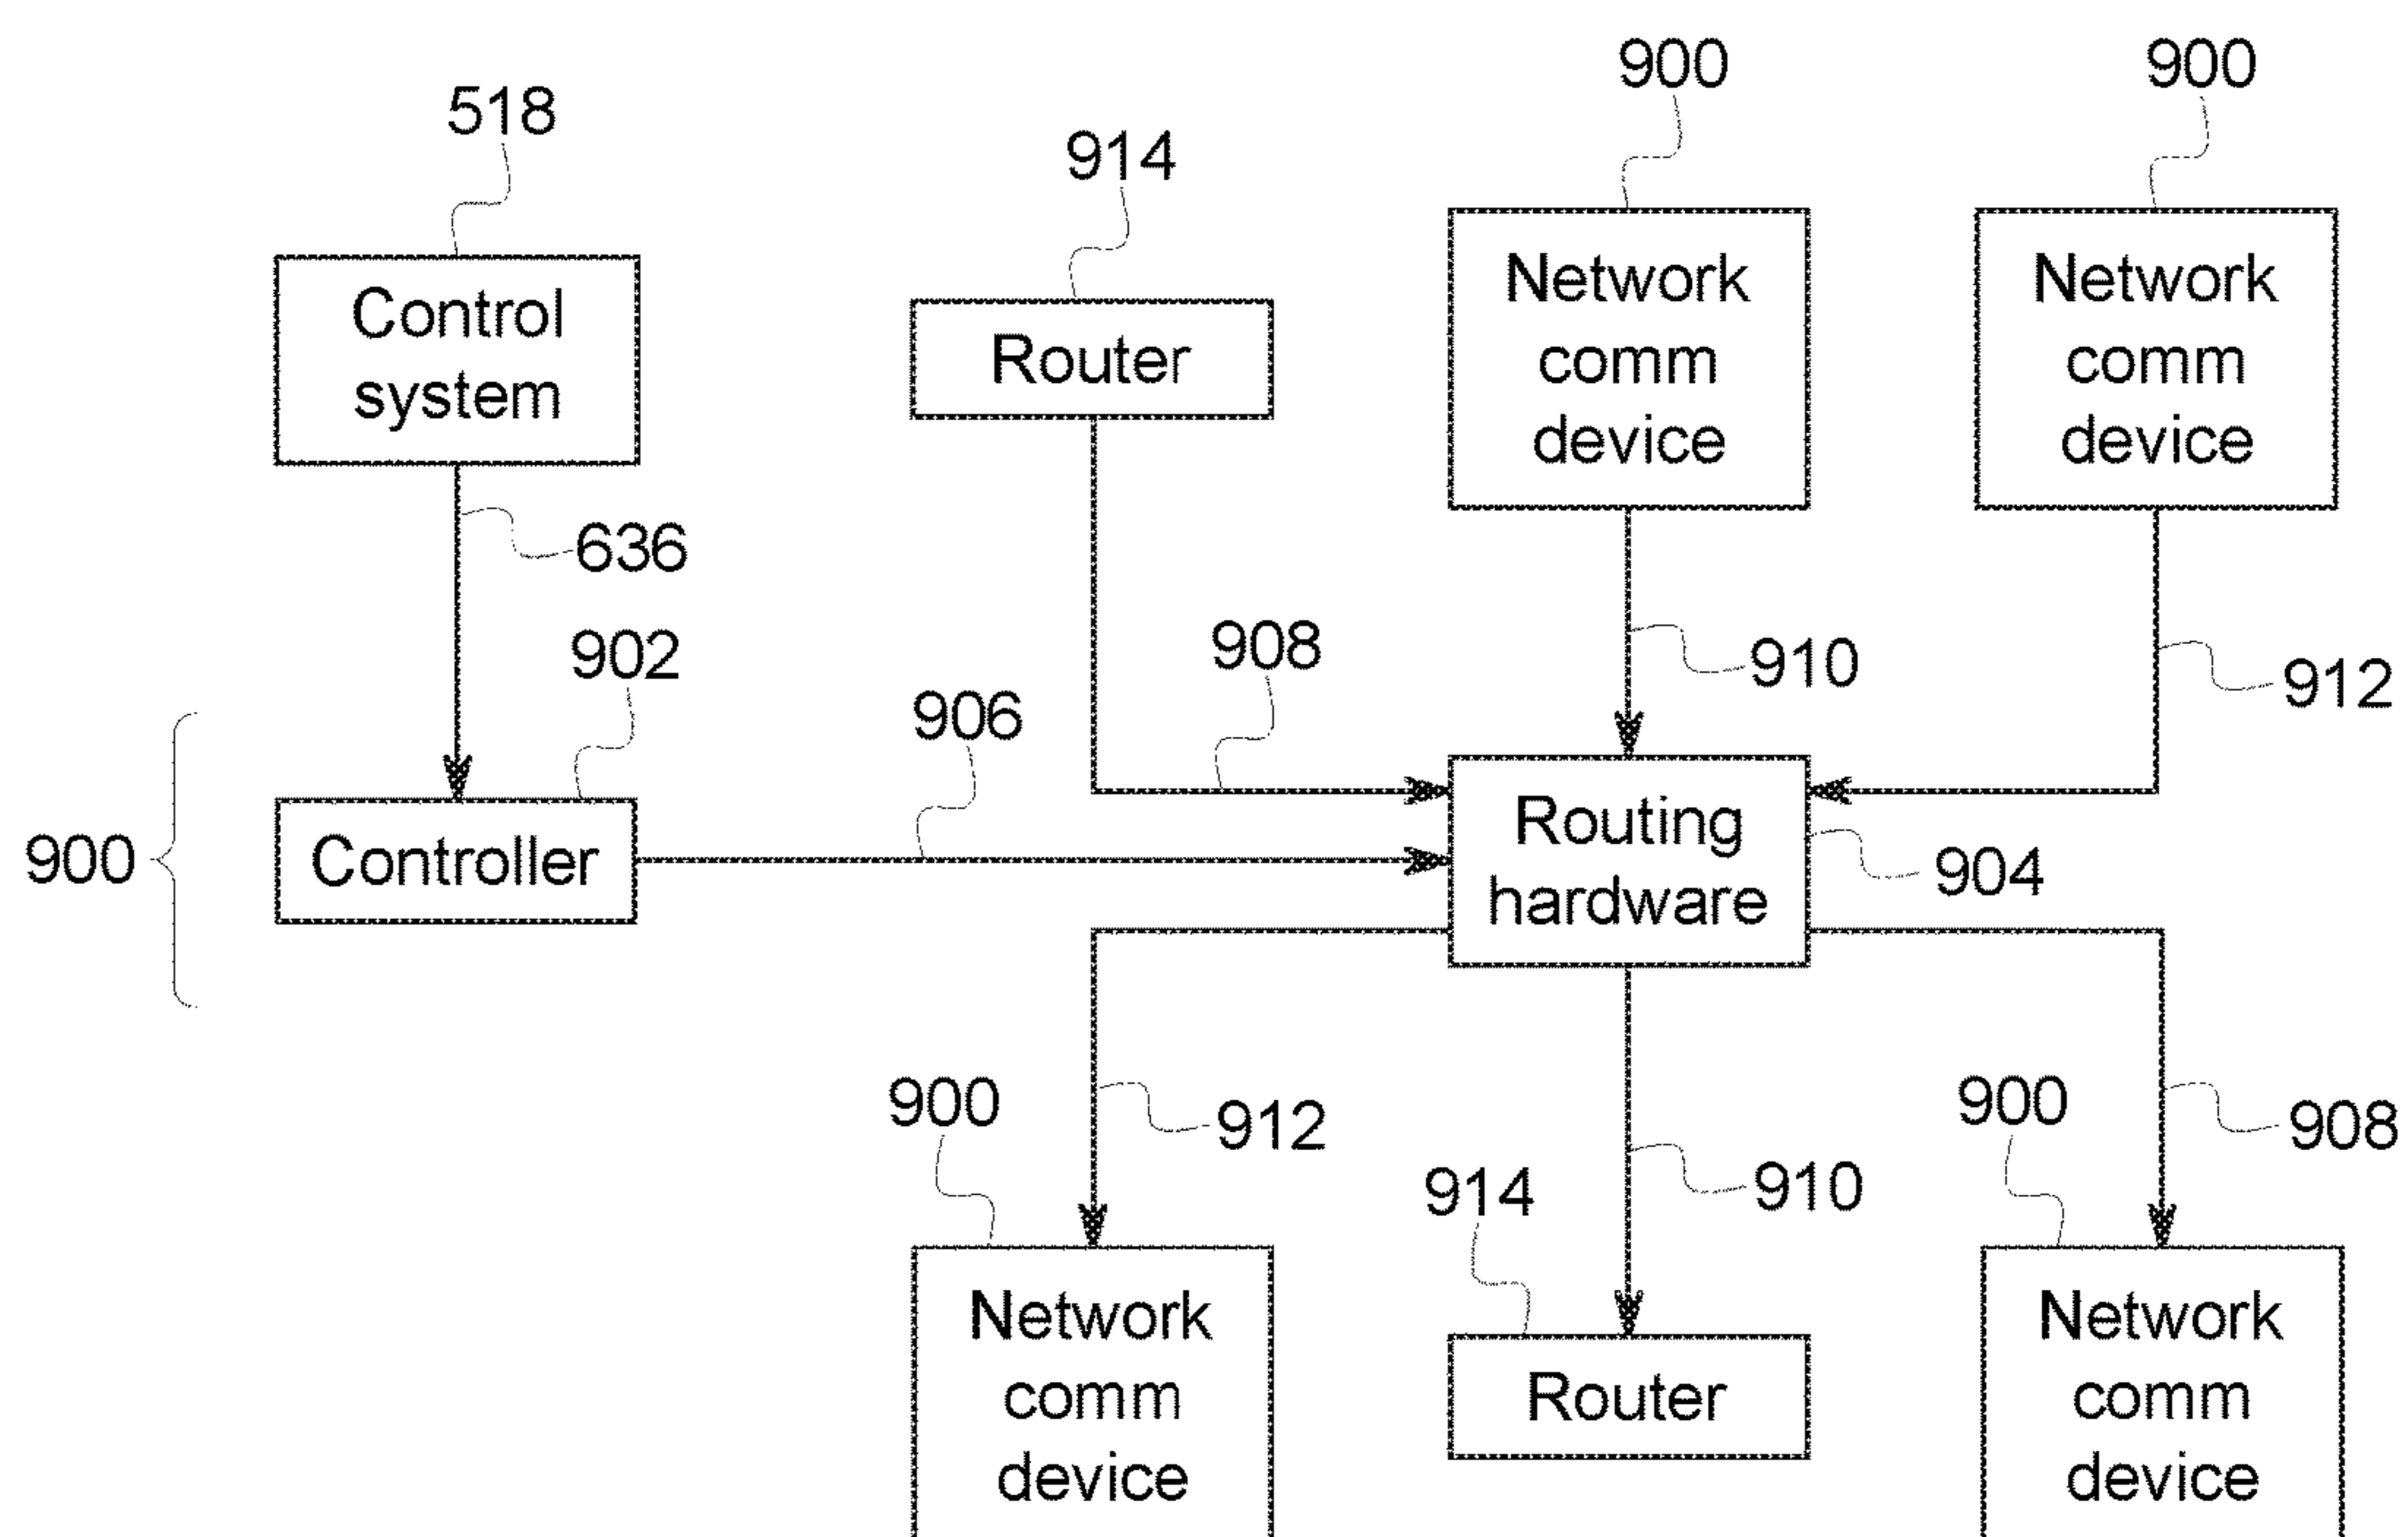 900
900
518
914
Control
system
Router
Network
comm
device
Network
comm
device
636
902
908
910
912
906
900
Controller
Routing
hardware
904
900
912
914
910
900
908
Network
comm
device
Router
Network
comm
device